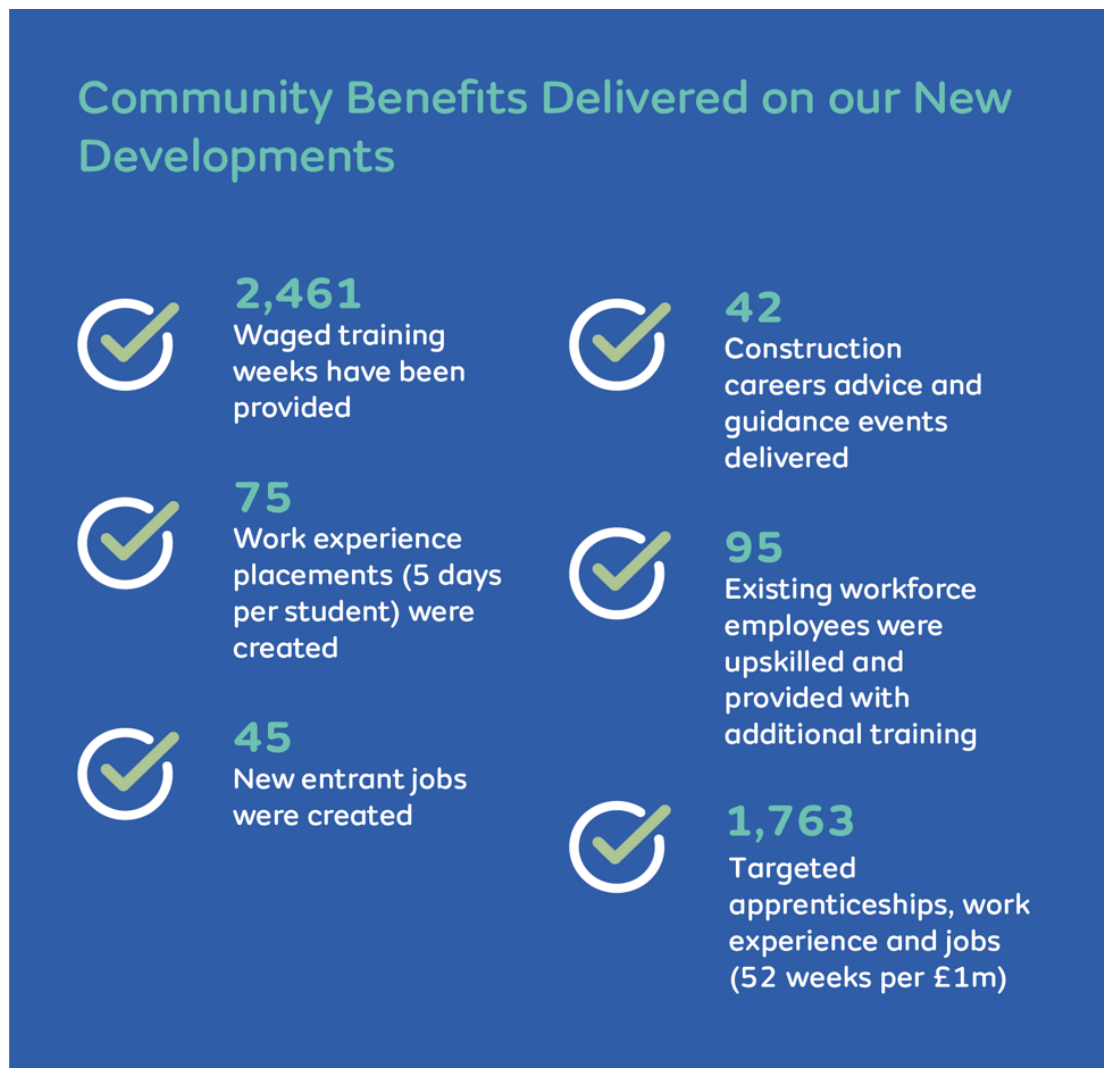 Community Benefits Delivered on our New
Developments
2,461
Waged training
weeks have been
provided
75
Work experience
placements (5 days
per student) were
created
45
New entrant jobs
were created
42
Construction
careers advice and
guidance events
delivered
95
Existing workforce
employees were
upskilled and
provided with
additional training
1,763
Targeted
apprenticeships, work
experience and jobs
(52 weeks per £1m)